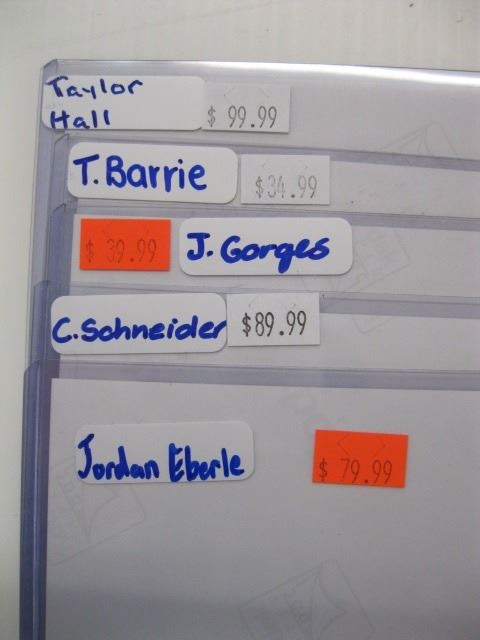 Taylor
Hall
$ 99.99
T. Barrie
$34.99
$ 39.99
J. Gorges
C. Schneider
$89.99
Jordan Eberle
$ 79.99